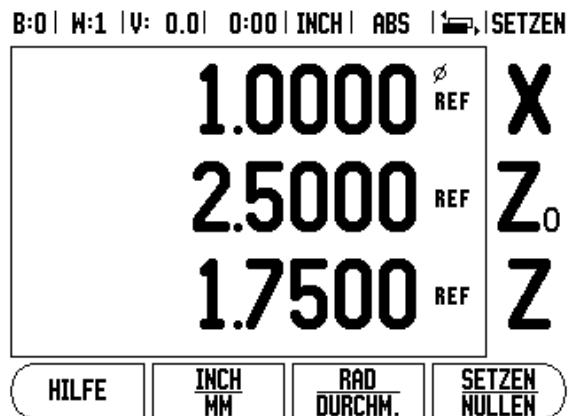 B:0 | W:1 | V: 0.0 | 0:00 | INCH | ABS | SETZEN
1.0000 Ø REF X
2.5000 REF Z0
1.7500 REF Z
HILFE
INCH
MM
RAD
DURCHM.
SETZEN
NULLEN